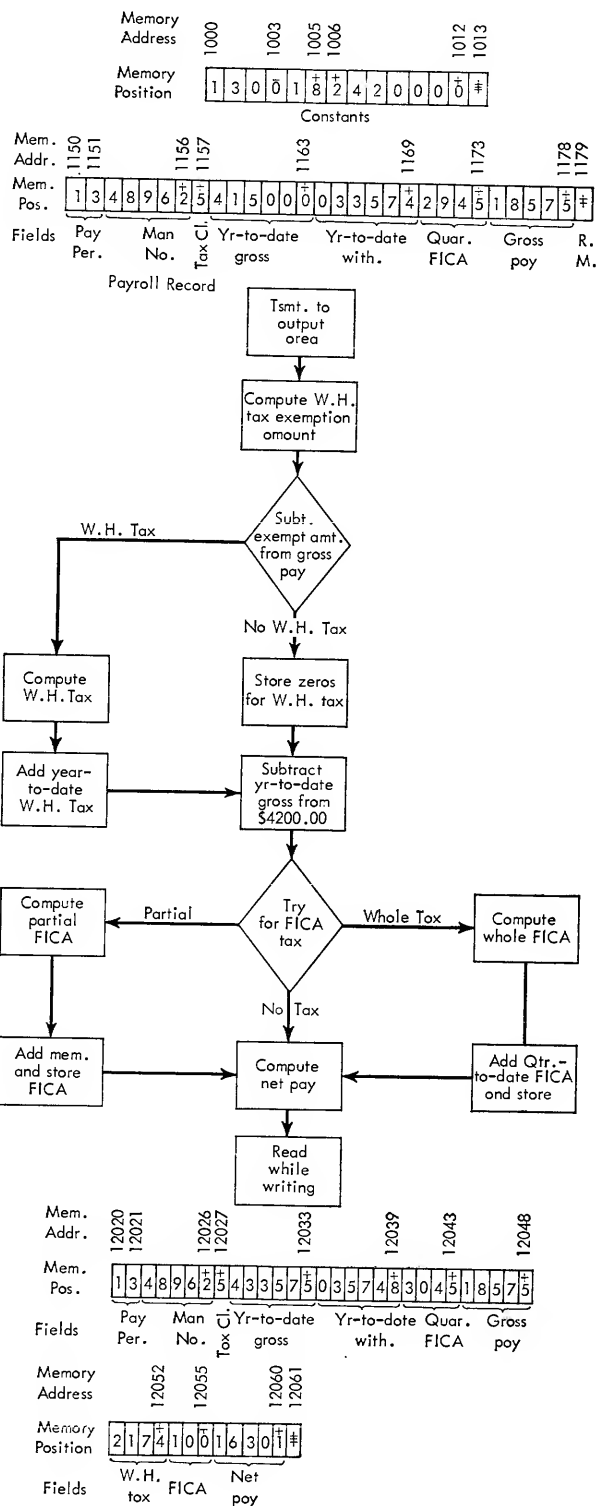 Memory Address 1000 1003 1005 1006 1012 1013
Memory Position 1 3 0 0̄ 1 8̟ 2̟ 4 2 0 0 0 0̟ ‡
Constants
Mem. Addr. 1150 1151 1156 1157 1163 1169 1173 1178 1179
Mem. Pos. 1 3 4 8 9 6 +2 +5 4 1 5 0 0 +0 0 3 3 5 7 +4 2 9 4 +5 1 8 5 7 +5 ‡
Fields Pay Per. Man No. Tax Cl. Yr-to-date gross Yr-to-date with. Quar. FICA Gross poy R. M.
Payroll Record
Tsmt. to
output
orea
Compute W.H.
tax exemption
omount
Subt.
exempt amt.
from gross
pay
W.H. Tax
No W.H. Tax
Compute
W.H.Tax
Store zeros
for W.H. tax
Add year-
to-date
W.H. Tax
Subtract
yr-to-date
gross from
$4200.00
Compute
partial
FICA
Partial
Try
for FICA
tax
Whole Tox
Compute
whole FICA
No Tax
Add mem.
and store
FICA
Compute
net pay
Add Qtr.-
to-date FICA
ond store
Read
while
writing
Mem. Addr. 12020 12021 12026 12027 12033 12039 12043 12048
Mem. Pos. 1 3 4 8 9 6 +2 +5 4 3 3 5 7 +5 0 3 5 7 4 +8 3 0 4 +5 1 8 5 7 +5
Fields Pay Per. Man No. Tox Cl. Yr-to-date gross Yr-to-dote with. Quar. FICA Gross poy
Memory Address 12052 12055 12060 12061
Memory Position 2 1 7 +4 1 0 +0 1 6 3 0 +1 ‡
Fields W.H. tox FICA Net poy